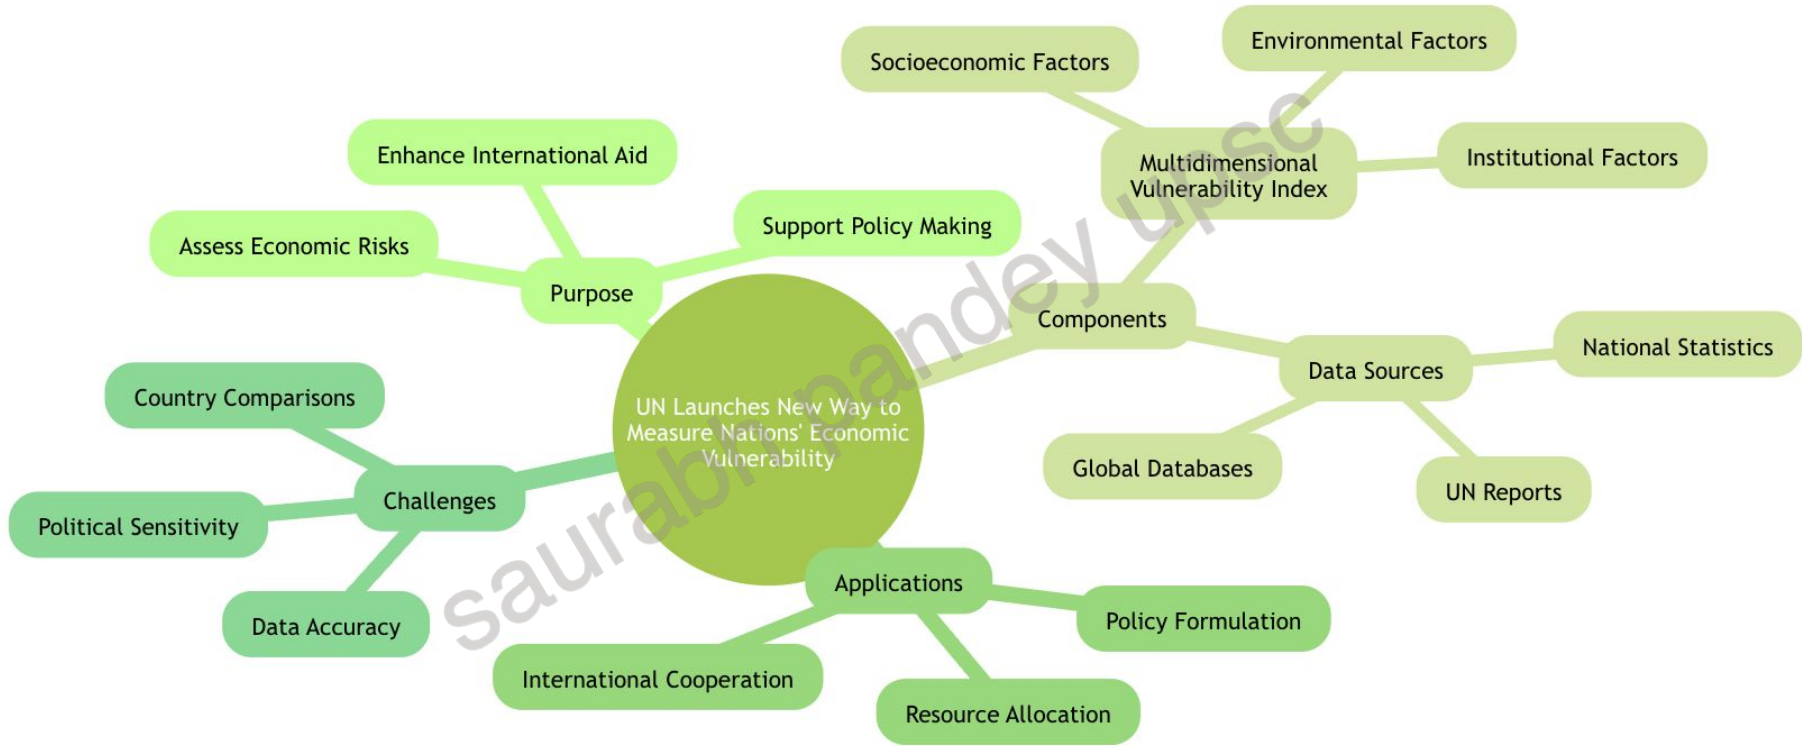 UN Launches New Way to
Measure Nations' Economic
Vulnerability
Purpose
Enhance International Aid
Assess Economic Risks
Support Policy Making
Components
Multidimensional
Vulnerability Index
Socioeconomic Factors
Environmental Factors
Institutional Factors
Data Sources
National Statistics
Global Databases
UN Reports
Challenges
Country Comparisons
Political Sensitivity
Data Accuracy
Applications
International Cooperation
Resource Allocation
Policy Formulation
saurabh pandey upsc